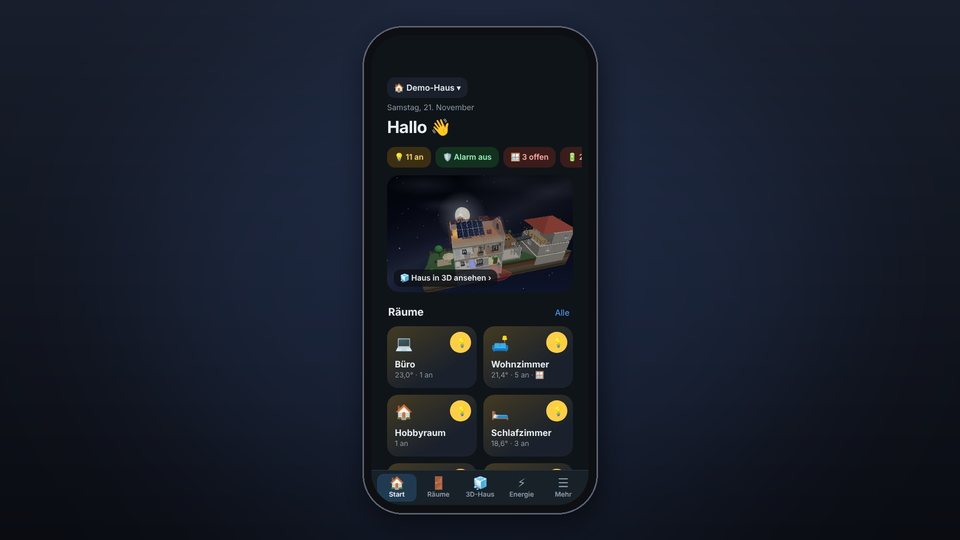 Demo-Haus ▾
Samstag, 21. November
Hallo 👋
11 an
Alarm aus
3 offen
2
Haus in 3D ansehen ›
Räume
Alle
Büro
23,0° · 1 an
Wohnzimmer
21,4° · 5 an ·
Hobbyraum
1 an
Schlafzimmer
18,6° · 3 an
Start
Räume
3D-Haus
Energie
Mehr